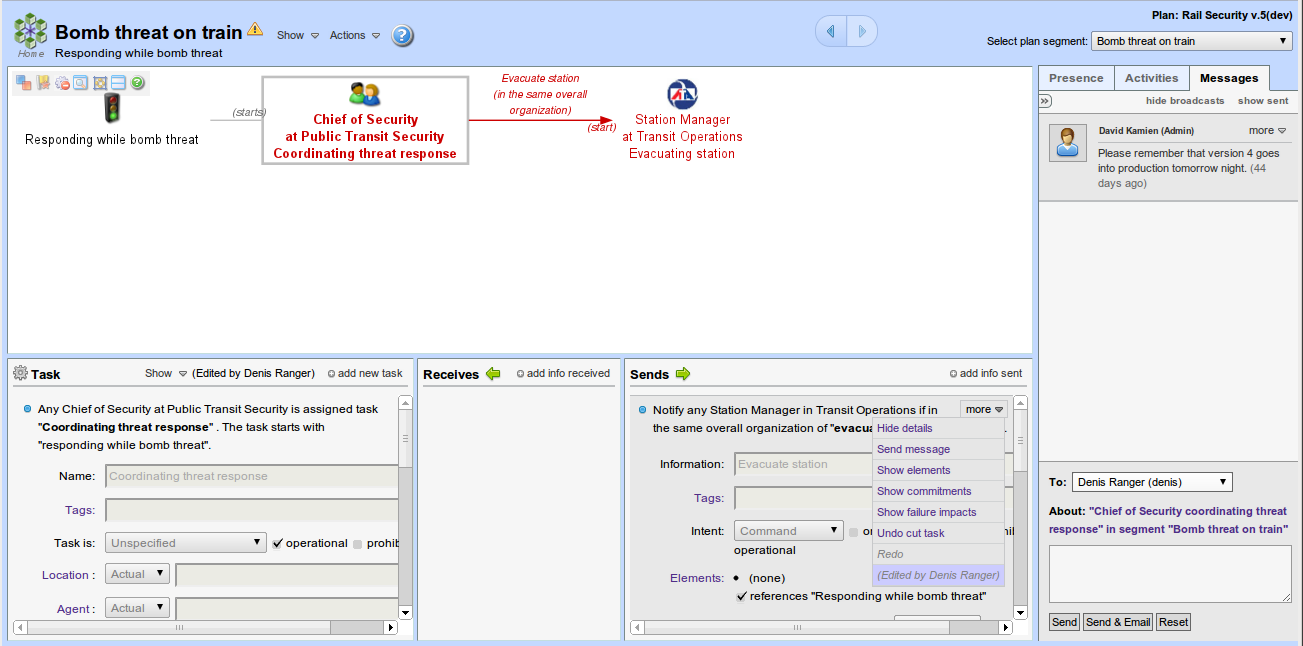 Home
Bomb threat on train
Show
Actions
?
Responding while bomb threat
Plan: Rail Security v.5(dev)
Select plan segment:
Bomb threat on train
Responding while bomb threat
(starts)
Chief of Security
at Public Transit Security
Coordinating threat response
Evacuate station
(in the same overall
organization)
(start)
Station Manager
at Transit Operations
Evacuating station
Presence
Activities
Messages
hide broadcasts
show sent
David Kamien (Admin)
more
Please remember that version 4 goes
into production tomorrow night. (44
days ago)
To:
Denis Ranger (denis)
About: "Chief of Security coordinating threat
response" in segment "Bomb threat on train"
Send
Send & Email
Reset
Task
Show
(Edited by Denis Ranger)
add new task
Any Chief of Security at Public Transit Security is assigned task
"Coordinating threat response" . The task starts with
"responding while bomb threat".
Name:
Coordinating threat response
Tags:
Task is:
Unspecified
operational
prohib
Location :
Actual
Agent :
Actual
Receives
add info received
Sends
add info sent
Notify any Station Manager in Transit Operations if in
the same overall organization of "evacu
more
Hide details
Send message
Show elements
Show commitments
Show failure impacts
Undo cut task
Redo
(Edited by Denis Ranger)
Information:
Evacuate station
Tags:
Intent:
Command
operational
Elements:
(none)
references "Responding while bomb threat"